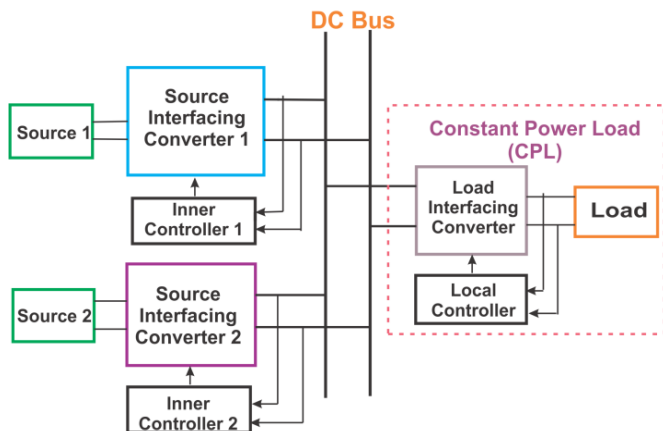 DC Bus
Source 1
Source
Interfacing
Converter 1
Inner
Controller 1
Source 2
Source
Interfacing
Converter 2
Inner
Controller 2
Constant Power Load
(CPL)
Load
Interfacing
Converter
Load
Local
Controller